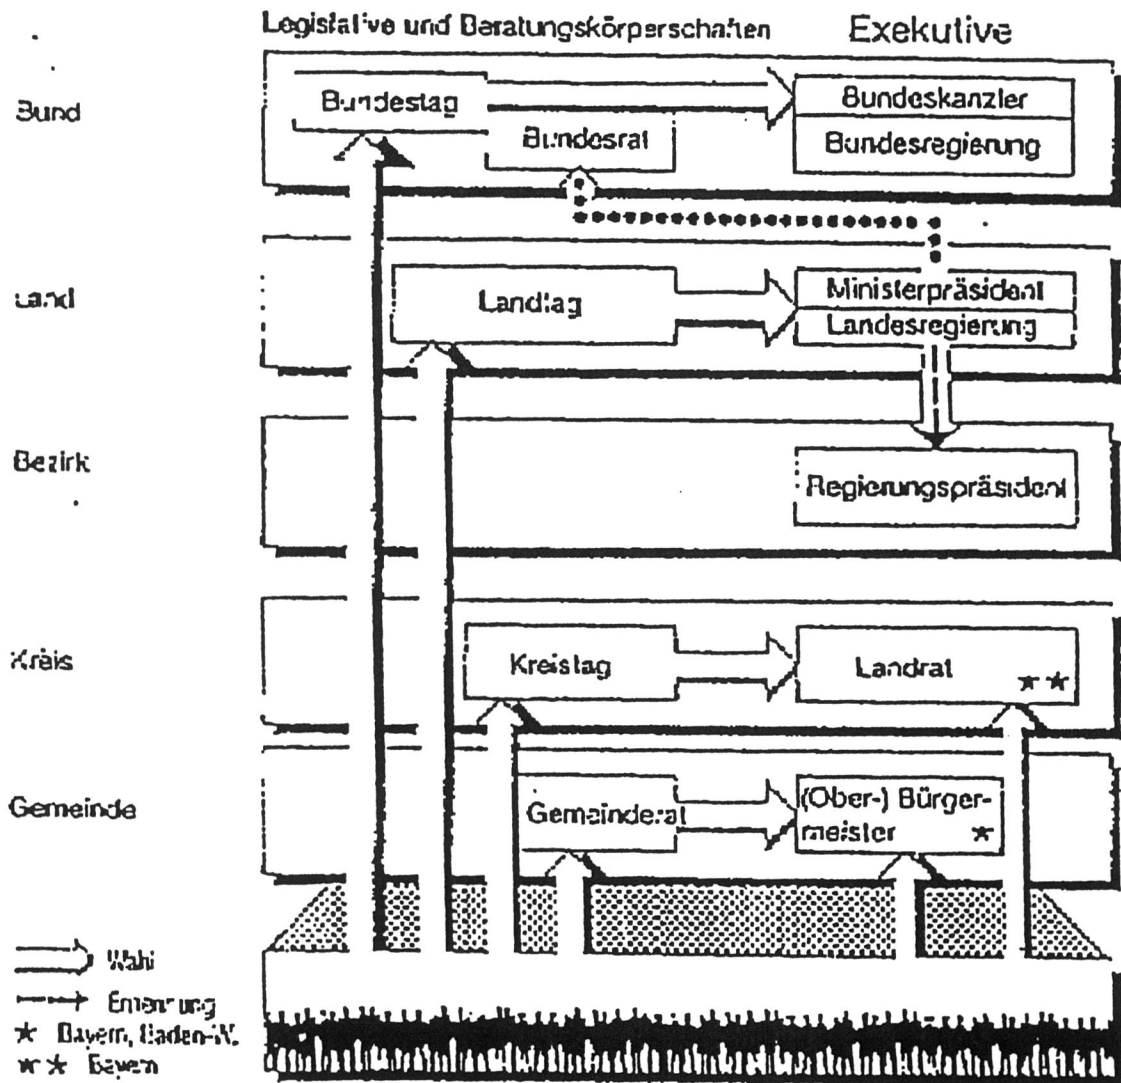 Legislative und Beratungskörperschaften
Exekutive
Bund
Bundestag
Bundeskanzler
Bundesrat
Bundesregierung
Land
Landtag
Ministerpräsident
Landesregierung
Bezirk
Regierungspräsident
Kreis
Kreistag
Landrat
★ ★
Gemeinde
Gemeinderat
(Ober-) Bürger-
meister ★
Wahl
Ernennung
★ Bayern, Baden-W.
★★ Bayern